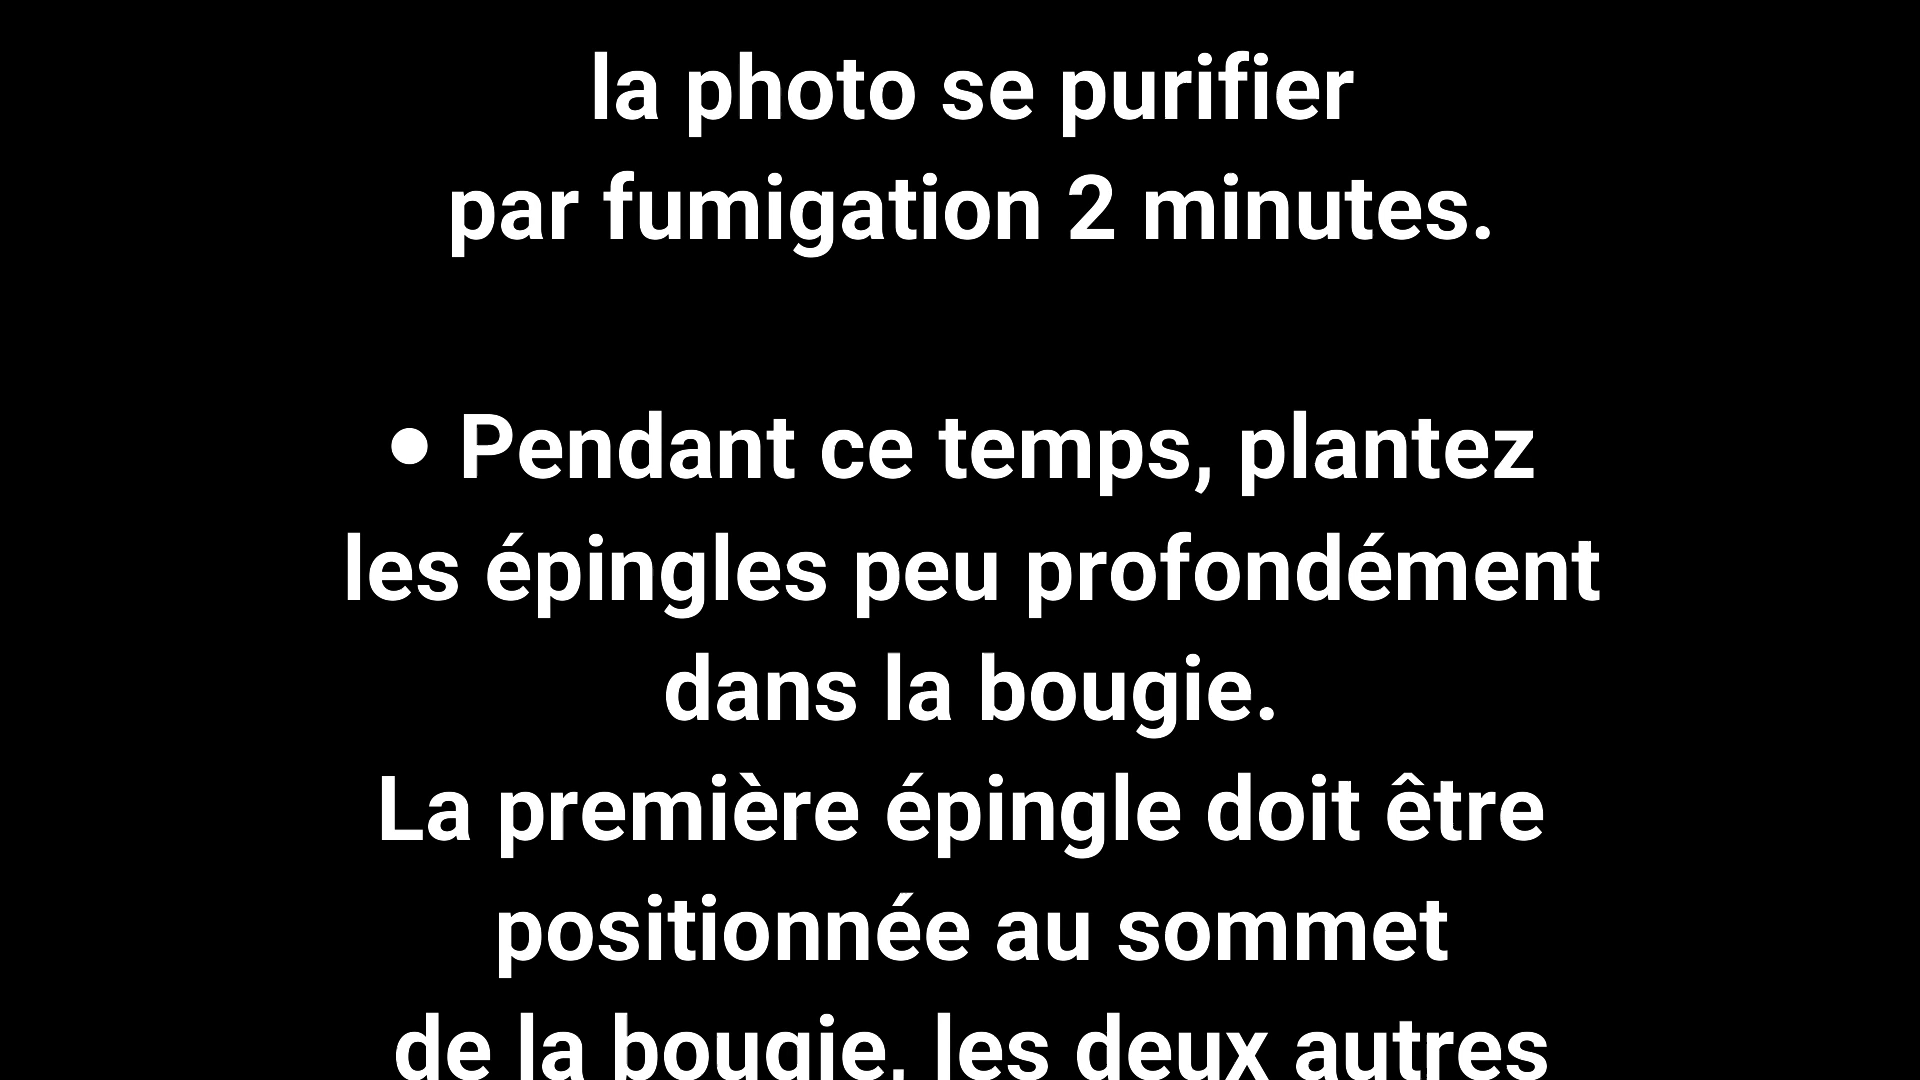 la photo se purifier
par fumigation 2 minutes.
• Pendant ce temps, plantez
les épingles peu profondément
dans la bougie.
La première épingle doit être
positionnée au sommet
de la bougie, les deux autres